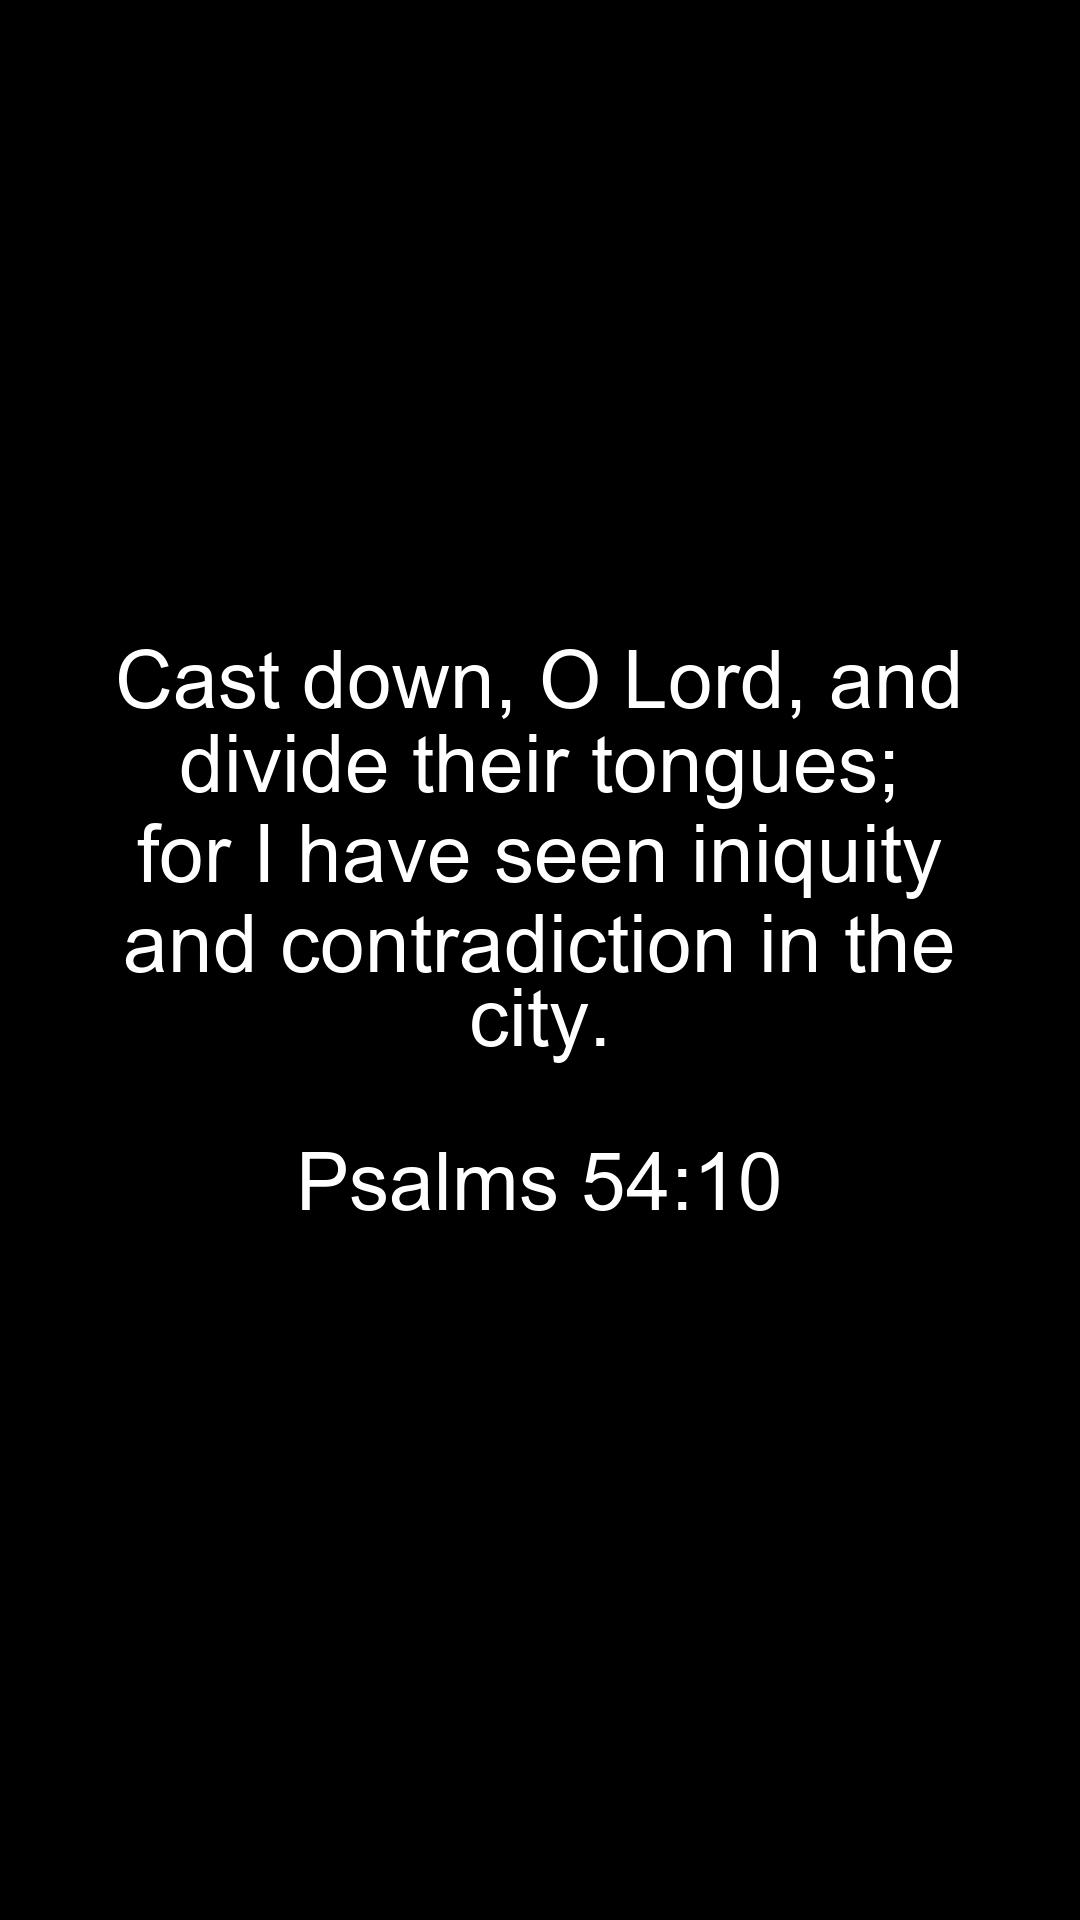 Cast down, O Lord, and
divide their tongues;
for I have seen iniquity
and contradiction in the
city.
Psalms 54:10